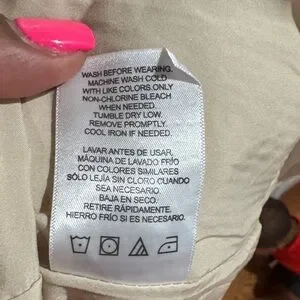 WASH BEFORE WEARING.
MACHINE WASH COLD
WITH LIKE COLORS.ONLY
NON-CHLORINE BLEACH
WHEN NEEDED.
TUMBLE DRY LOW.
REMOVE PROMPTLY.
COOL IRON IF NEEDED.
LAVAR ANTES DE USAR,
MÁQUINA DE LAVADO FRÍO
CON COLORES SIMILARES
SÓLO LEJÍA SIN CLORO CUANDO
SEA NECESARIO.
BAJA EN SECO.
RETIRE RÁPIDAMENTE.
HIERRO FRÍO SI ES NECESARIO.